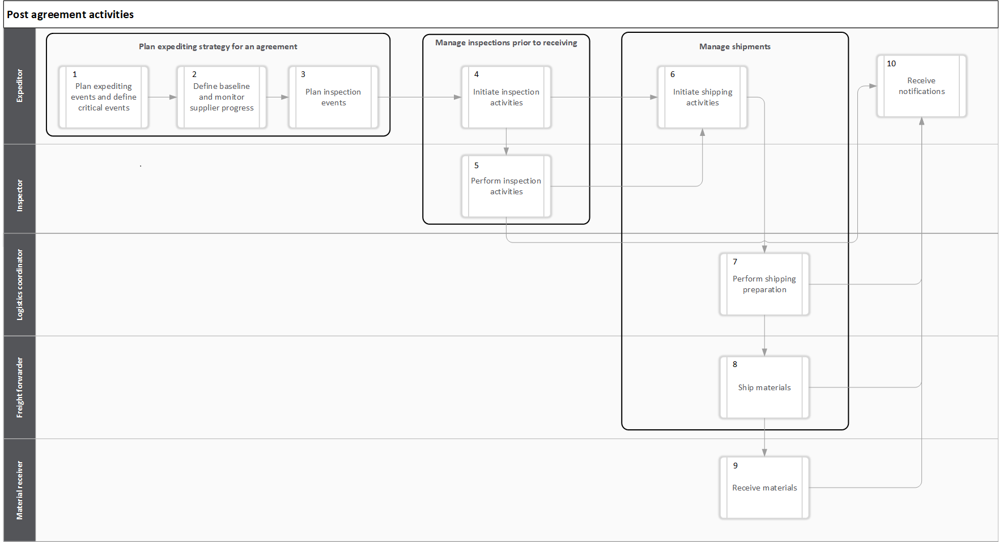 Post agreement activities
Expeditor
Plan expediting strategy for an agreement
1
Plan expediting
events and define
critical events
2
Define baseline
and monitor
supplier progress
3
Plan inspection
events
Manage inspections prior to receiving
4
Initiate inspection
activities
Manage shipments
6
Initiate shipping
activities
10
Receive
notifications
Inspector
.
5
Perform inspection
activities
Logistics coordinator
7
Perform shipping
preparation
Freight forwarder
8
Ship materials
Material receiver
9
Receive materials